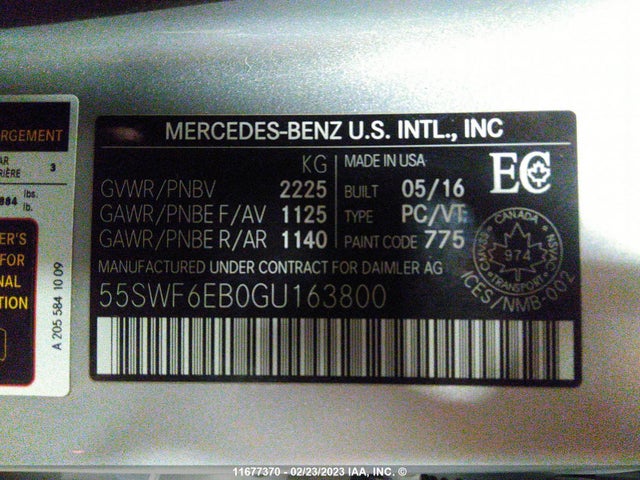 RGEMENT
AR
RIÈRE 3
lbs.
884 lb.
ER'S
FOR
NAL
TION
A 205 584 10 09
MERCEDES-BENZ U.S. INTL., INC
KG
GVWR/PNBV 2225
GAWR/PNBE F/AV 1125
GAWR/PNBE R/AR 1140
MADE IN USA
BUILT 05/16
TYPE PC/VT
PAINT CODE 775
MANUFACTURED UNDER CONTRACT FOR DAIMLER AG
55SWF6EB0GU163800
EC
CANADA
974
TRANSPORT
NSVAC
ICES/NMB-002
11677370 - 02/23/2023 IAA, INC. ©